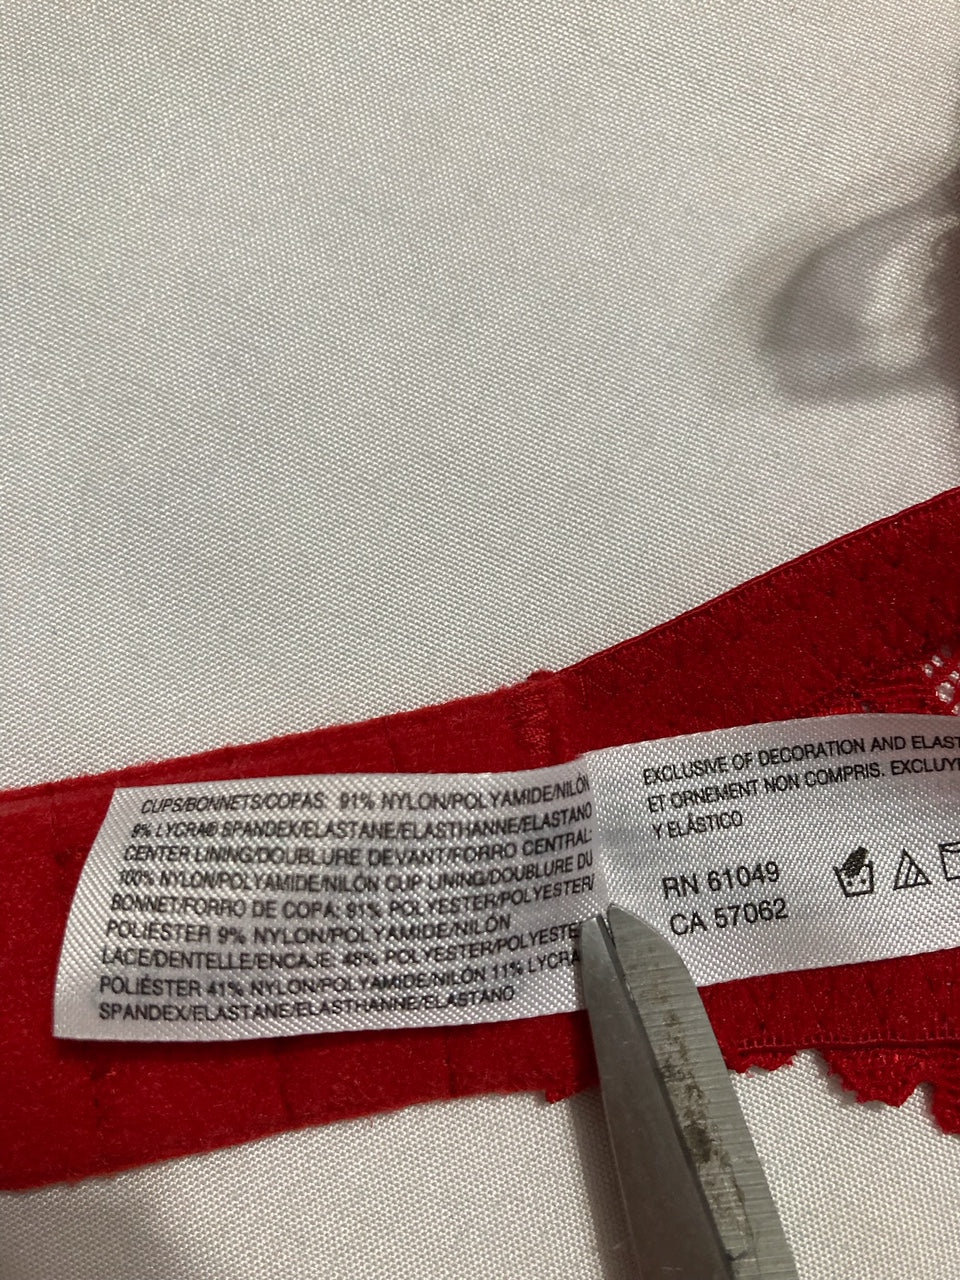 CUPS/BONNETS/COPAS: 91% NYLON/POLYAMIDE/NILÓN
9% LYCRA® SPANDEX/ELASTANE/ELASTHANNE/ELASTANO
CENTER LINING/DOUBLURE DEVANT/FORRO CENTRAL:
100% NYLON/POLYAMIDE/NILÓN CUP LINING/DOUBLURE DU
BONNET/FORRO DE COPA: 91% POLYESTER/POLYESTER/
POLIÉSTER 9% NYLON/POLYAMIDE/NILÓN
LACE/DENTELLE/ENCAJE: 48% POLYESTER/POLYESTE
POLIÉSTER 41% NYLON/POLYAMIDE/NILÓN 11% LYCRA
SPANDEX/ELASTANE/ELASTHANNE/ELASTANO
EXCLUSIVE OF DECORATION AND ELAST
ET ORNEMENT NON COMPRIS. EXCLUYE
Y ELÁSTICO
RN 61049
CA 57062